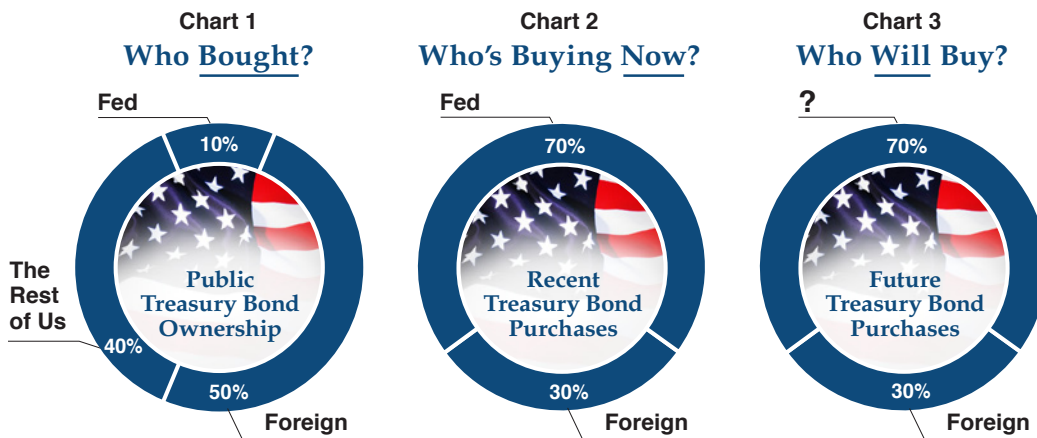 Chart 1
Who Bought?
Fed
10%
The
Rest
of Us
40%
Public
Treasury Bond
Ownership
50%
Foreign
Chart 2
Who's Buying Now?
Fed
70%
Recent
Treasury Bond
Purchases
30%
Foreign
Chart 3
Who Will Buy?
?
70%
Future
Treasury Bond
Purchases
30%
Foreign